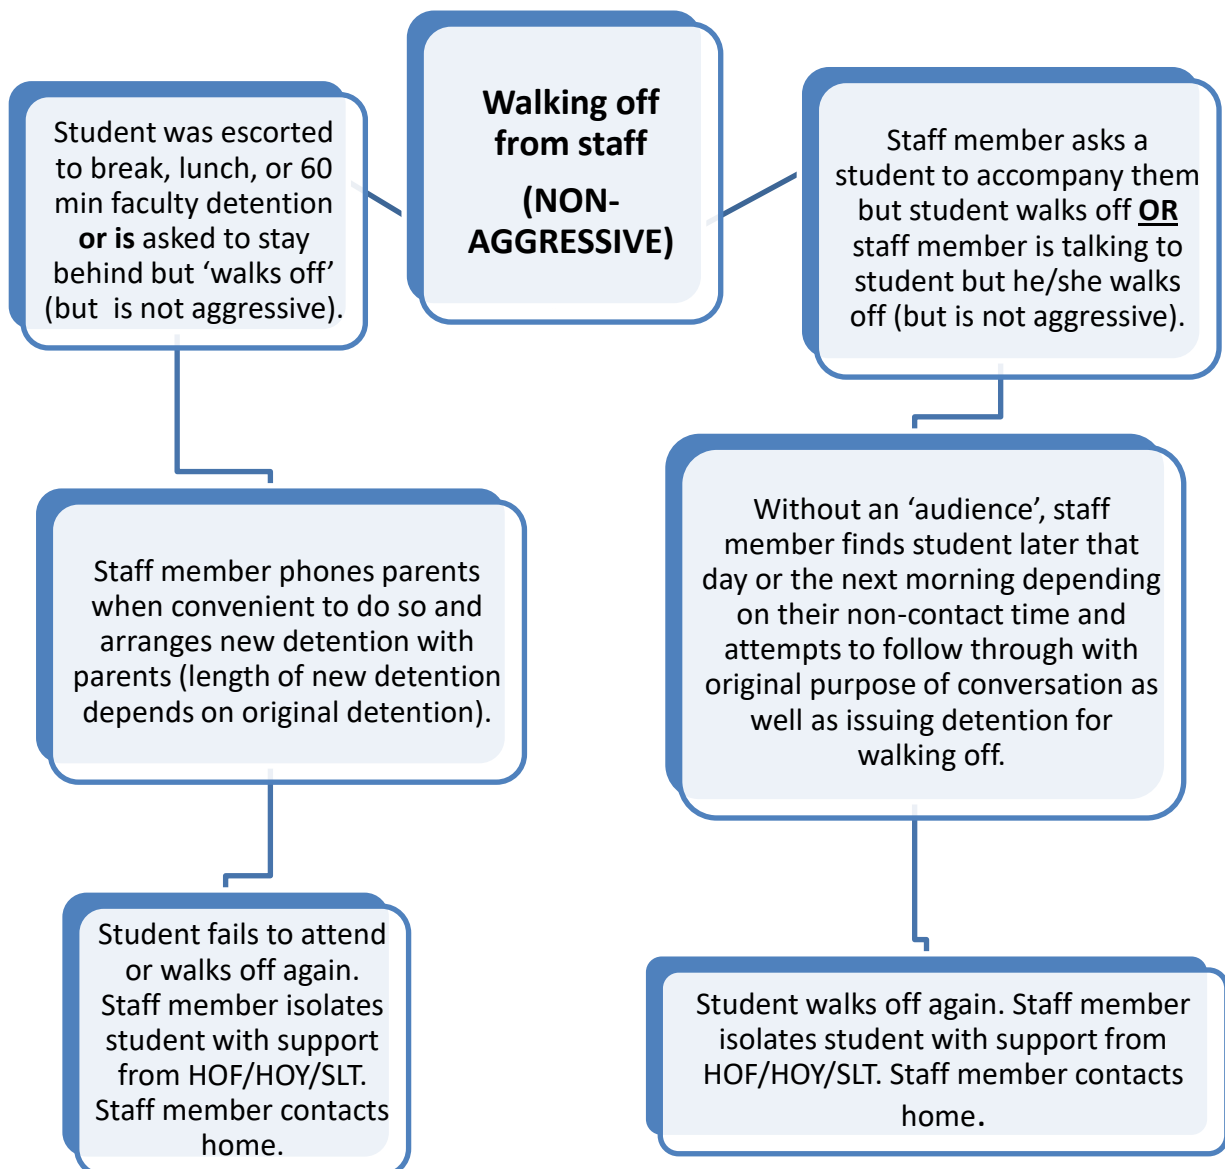 Walking off
from staff
(NON-
AGGRESSIVE)
Student was escorted
to break, lunch, or 60
min faculty detention
or is asked to stay
behind but ‘walks off’
(but  is not aggressive).
Staff member phones parents
when convenient to do so and
arranges new detention with
parents (length of new detention
depends on original detention).
Student fails to attend
or walks off again.
Staff member isolates
student with support
from HOF/HOY/SLT.
Staff member contacts
home.
Staff member asks a
student to accompany them
but student walks off OR
staff member is talking to
student but he/she walks
off (but is not aggressive).
Without an ‘audience’, staff
member finds student later that
day or the next morning depending
on their non-contact time and
attempts to follow through with
original purpose of conversation as
well as issuing detention for
walking off.
Student walks off again. Staff member
isolates student with support from
HOF/HOY/SLT. Staff member contacts
home.